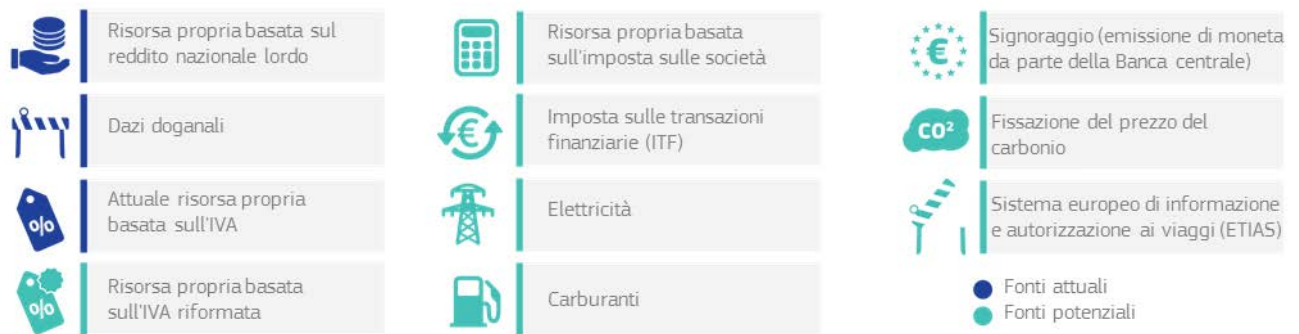 Risorsa propria basata sul
reddito nazionale lordo
Dazi doganali
Attuale risorsa propria
basata sull'IVA
%
Risorsa propria basata
sull'IVA riformata
%
Risorsa propria basata
sull'imposta sulle società
Imposta sulle transazioni
finanziarie (ITF)
€
Elettricità
Carburanti
Signoraggio (emissione di moneta
da parte della Banca centrale)
€
Fissazione del prezzo del
carbonio
CO²
Sistema europeo di informazione
e autorizzazione ai viaggi (ETIAS)
Fonti attuali
Fonti potenziali